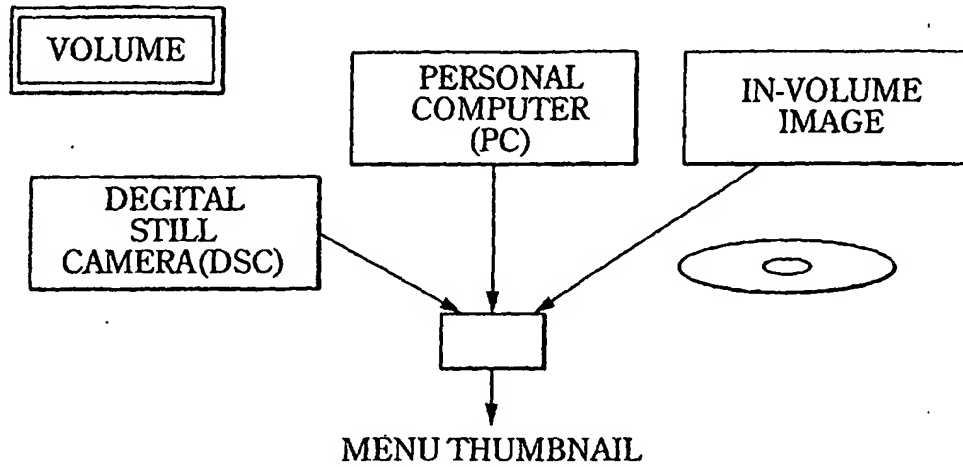 VOLUME
PERSONAL
COMPUTER
(PC)
IN-VOLUME
IMAGE
DEGITAL
STILL
CAMERA(DSC)
MENU THUMBNAIL